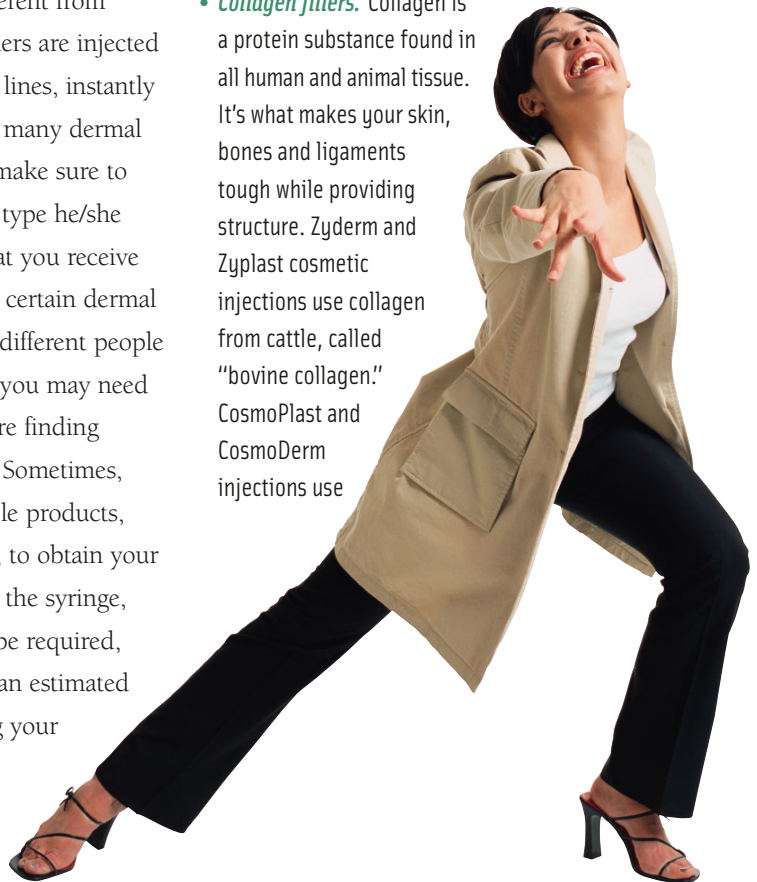 erent from
ers are injected
lines, instantly
many dermal
make sure to
type he/she
at you receive
certain dermal
different people
you may need
re finding
Sometimes,
le products,
to obtain your
the syringe,
be required,
an estimated
g your
• Collagen fillers. Collagen is
a protein substance found in
all human and animal tissue.
It’s what makes your skin,
bones and ligaments
tough while providing
structure. Zyderm and
Zyplast cosmetic
injections use collagen
from cattle, called
“bovine collagen.”
CosmoPlast and
CosmoDerm
injections use